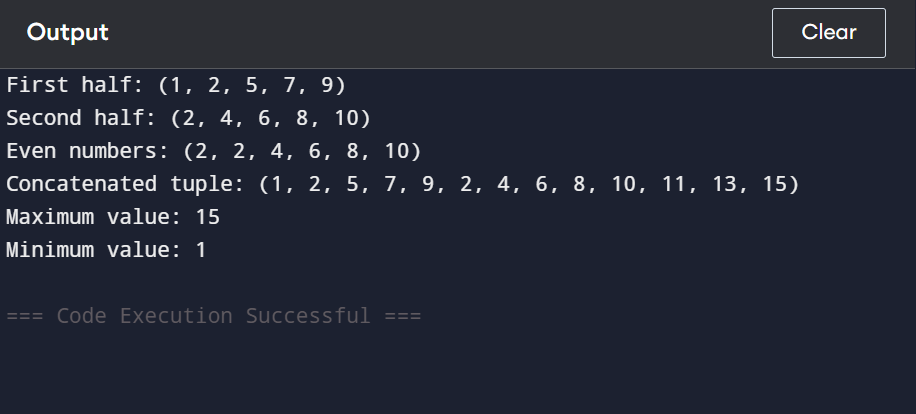 Output
Clear
First half: (1, 2, 5, 7, 9)
Second half: (2, 4, 6, 8, 10)
Even numbers: (2, 2, 4, 6, 8, 10)
Concatenated tuple: (1, 2, 5, 7, 9, 2, 4, 6, 8, 10, 11, 13, 15)
Maximum value: 15
Minimum value: 1
=== Code Execution Successful ===